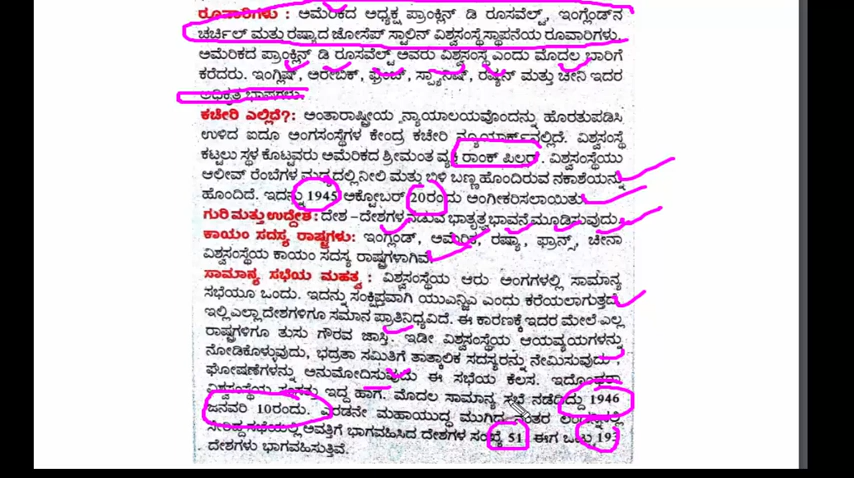 ರೂವಾರಿಗಳು : ಅಮೆರಿಕದ ಅಧ್ಯಕ್ಷ ಪ್ರಾಂಕ್ಲಿನ್ ಡಿ ರೂಸವೆಲ್ಟ್, ಇಂಗ್ಲೆಂಡ್‌ನ
ಚರ್ಚಿಲ್ ಮತ್ತು ರಷ್ಯಾದ ಜೋಸೆಫ್ ಸ್ಟಾಲಿನ್ ವಿಶ್ವಸಂಸ್ಥೆ ಸ್ಥಾಪನೆಯ ರೂವಾರಿಗಳು.
ಅಮೆರಿಕದ ಪ್ರಾಂಕ್ಲಿನ್ ಡಿ ರೂಸವೆಲ್ಟ್ ಅವರು ವಿಶ್ವಸಂಸ್ಥೆ ಎಂದು ಮೊದಲ ಬಾರಿಗೆ
ಕರೆದರು. ಇಂಗ್ಲಿಷ್, ಅರೇಬಿಕ್, ಫ್ರೆಂಚ್, ಸ್ಪ್ಯಾನಿಷ್, ರಷ್ಯನ್ ಮತ್ತು ಚೀನಿ ಇದರ
ಅಧಿಕೃತ ಭಾಷೆಗಳು.
ಕಚೇರಿ ಎಲ್ಲಿದೆ?: ಅಂತಾರಾಷ್ಟ್ರೀಯ ನ್ಯಾಯಾಲಯವೊಂದನ್ನು ಹೊರತುಪಡಿಸಿ
ಉಳಿದ ಐದೂ ಅಂಗಸಂಸ್ಥೆಗಳ ಕೇಂದ್ರ ಕಚೇರಿ ನ್ಯೂಯಾರ್ಕ್‌ನಲ್ಲಿದೆ. ವಿಶ್ವಸಂಸ್ಥೆ
ಕಟ್ಟಲು ಸ್ಥಳ ಕೊಟ್ಟವರು ಅಮೆರಿಕದ ಶ್ರೀಮಂತ ವ್ಯಕ್ತಿ ರಾಂಕ್ ಪಿಲರ್. ವಿಶ್ವಸಂಸ್ಥೆಯು
ಆಲೀವ್ ರೆಂಬೆಗಳ ಮಧ್ಯದಲ್ಲಿ ನೀಲಿ ಮತ್ತು ಬಿಳಿ ಬಣ್ಣ ಹೊಂದಿರುವ ನಕಾಶೆಯನ್ನು
ಹೊಂದಿದೆ. ಇದನ್ನು 1945 ಅಕ್ಟೋಬರ್ 20ರಂದು ಅಂಗೀಕರಿಸಲಾಯಿತು.
ಗುರಿ ಮತ್ತು ಉದ್ದೇಶ: ದೇಶ-ದೇಶಗಳ ನಡುವೆ ಭ್ರಾತೃತ್ವ ಭಾವನೆ ಮೂಡಿಸುವುದು.
ಕಾಯಂ ಸದಸ್ಯ ರಾಷ್ಟ್ರಗಳು: ಇಂಗ್ಲೆಂಡ್, ಅಮೆರಿಕ, ರಷ್ಯಾ, ಫ್ರಾನ್ಸ್, ಚೀನಾ
ವಿಶ್ವಸಂಸ್ಥೆಯ ಕಾಯಂ ಸದಸ್ಯ ರಾಷ್ಟ್ರಗಳಾಗಿವೆ.
ಸಾಮಾನ್ಯ ಸಭೆಯ ಮಹತ್ವ : ವಿಶ್ವಸಂಸ್ಥೆಯ ಆರು ಅಂಗಗಳಲ್ಲಿ ಸಾಮಾನ್ಯ
ಸಭೆಯೂ ಒಂದು. ಇದನ್ನು ಸಂಕ್ಷಿಪ್ತವಾಗಿ ಯುಎನ್ಜಿಎ ಎಂದು ಕರೆಯಲಾಗುತ್ತದೆ.
ಇಲ್ಲಿ ಎಲ್ಲಾ ದೇಶಗಳಿಗೂ ಸಮಾನ ಪ್ರಾತಿನಿಧ್ಯವಿದೆ. ಈ ಕಾರಣಕ್ಕೆ ಇದರ ಮೇಲೆ ಎಲ್ಲ
ರಾಷ್ಟ್ರಗಳಿಗೂ ತುಸು ಗೌರವ ಜಾಸ್ತಿ. ಇಡೀ ವಿಶ್ವಸಂಸ್ಥೆಯ ಆಯವ್ಯಯಗಳನ್ನು
ನೋಡಿಕೊಳ್ಳುವುದು, ಭದ್ರತಾ ಸಮಿತಿಗೆ ತಾತ್ಕಾಲಿಕ ಸದಸ್ಯರನ್ನು ನೇಮಿಸುವುದು
ಘೋಷಣೆಗಳನ್ನು ಅನುಮೋದಿಸುವುದು ಈ ಸಭೆಯ ಕೆಲಸ. ಇದೊಂಥರಾ
ವಿಶ್ವಸಂಸ್ಥೆಯ ಸಂಸತ್ತು ಇದ್ದ ಹಾಗೆ. ಮೊದಲ ಸಾಮಾನ್ಯ ಸಭೆ ನಡೆದಿದ್ದು 1946
ಜನವರಿ 10ರಂದು. ಎರಡನೇ ಮಹಾಯುದ್ಧ ಮುಗಿದ ನಂತರ ಲಂಡನ್ನಿನಲ್ಲಿ
ಸೇರಿದ್ದ ಸಭೆಯಲ್ಲಿ ಅವತ್ತಿಗೆ ಭಾಗವಹಿಸಿದ ದೇಶಗಳ ಸಂಖ್ಯೆ 51 ಈಗ ಒಟ್ಟು 193
ದೇಶಗಳು ಭಾಗವಹಿಸುತ್ತಿವೆ.